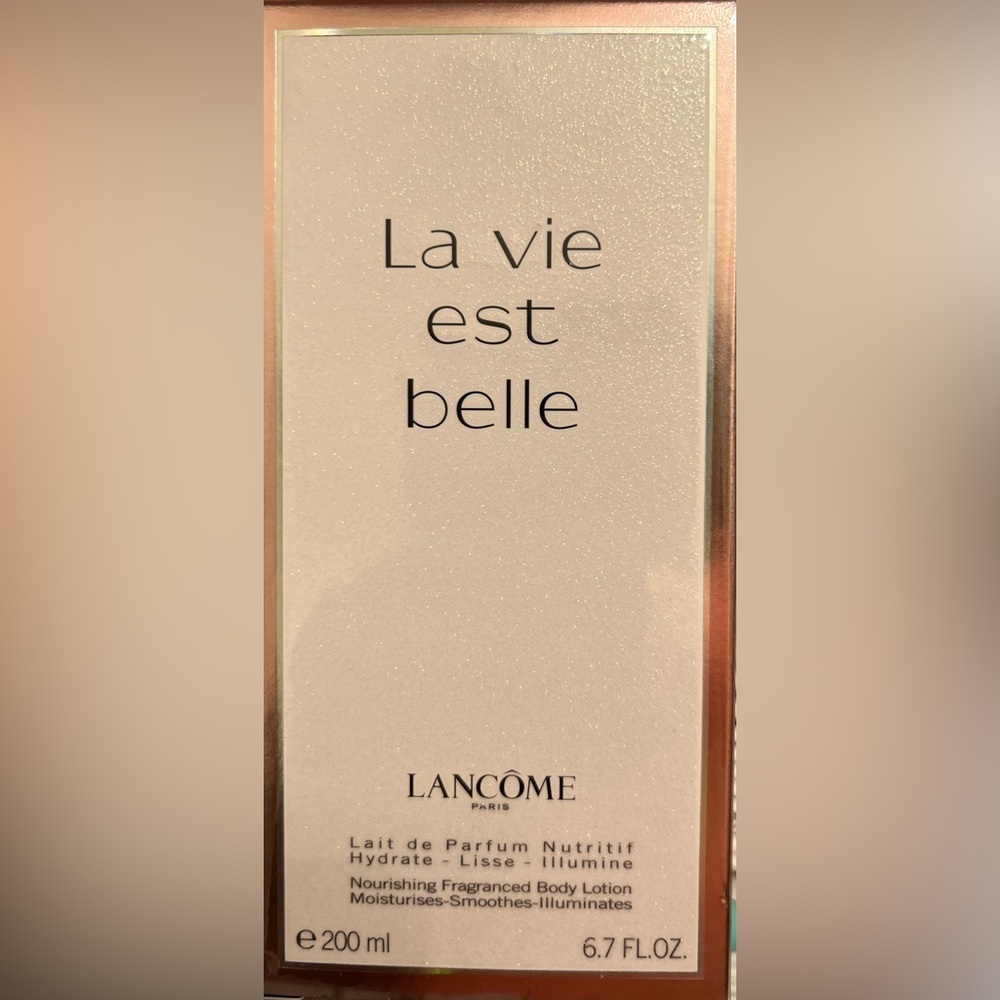 La vie
est
belle
LANCÔME
PARIS
Lait de Parfum Nutritif
Hydrate - Lisse - Illumine
Nourishing Fragranced Body Lotion
Moisturises-Smoothes-Illuminates
℮ 200 ml 6.7 FL.OZ.